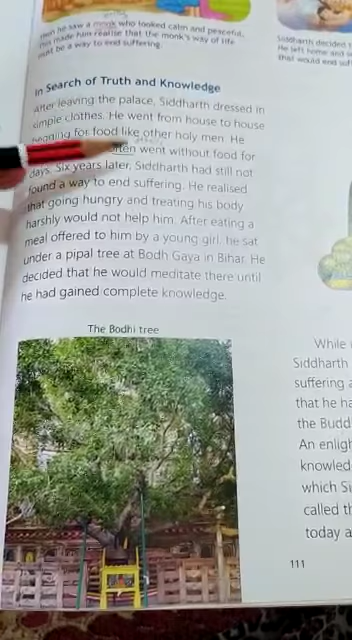 then he saw a monk who looked calm and peaceful.
This made him realise that the monk's way of life
must be a way to end suffering.
Siddharth decided
He left home and
that would end suf
In Search of Truth and Knowledge
After leaving the palace, Siddharth dressed in
simple clothes. He went from house to house
begging for food like other holy men. He
often went without food for
days. Six years later, Siddharth had still not
found a way to end suffering. He realised
that going hungry and treating his body
harshly would not help him. After eating a
meal offered to him by a young girl, he sat
under a pipal tree at Bodh Gaya in Bihar. He
decided that he would meditate there until
he had gained complete knowledge.
The Bodhi tree
While
Siddharth
suffering a
that he ha
the Budd
An enligh
knowled
which Si
called th
today a
111